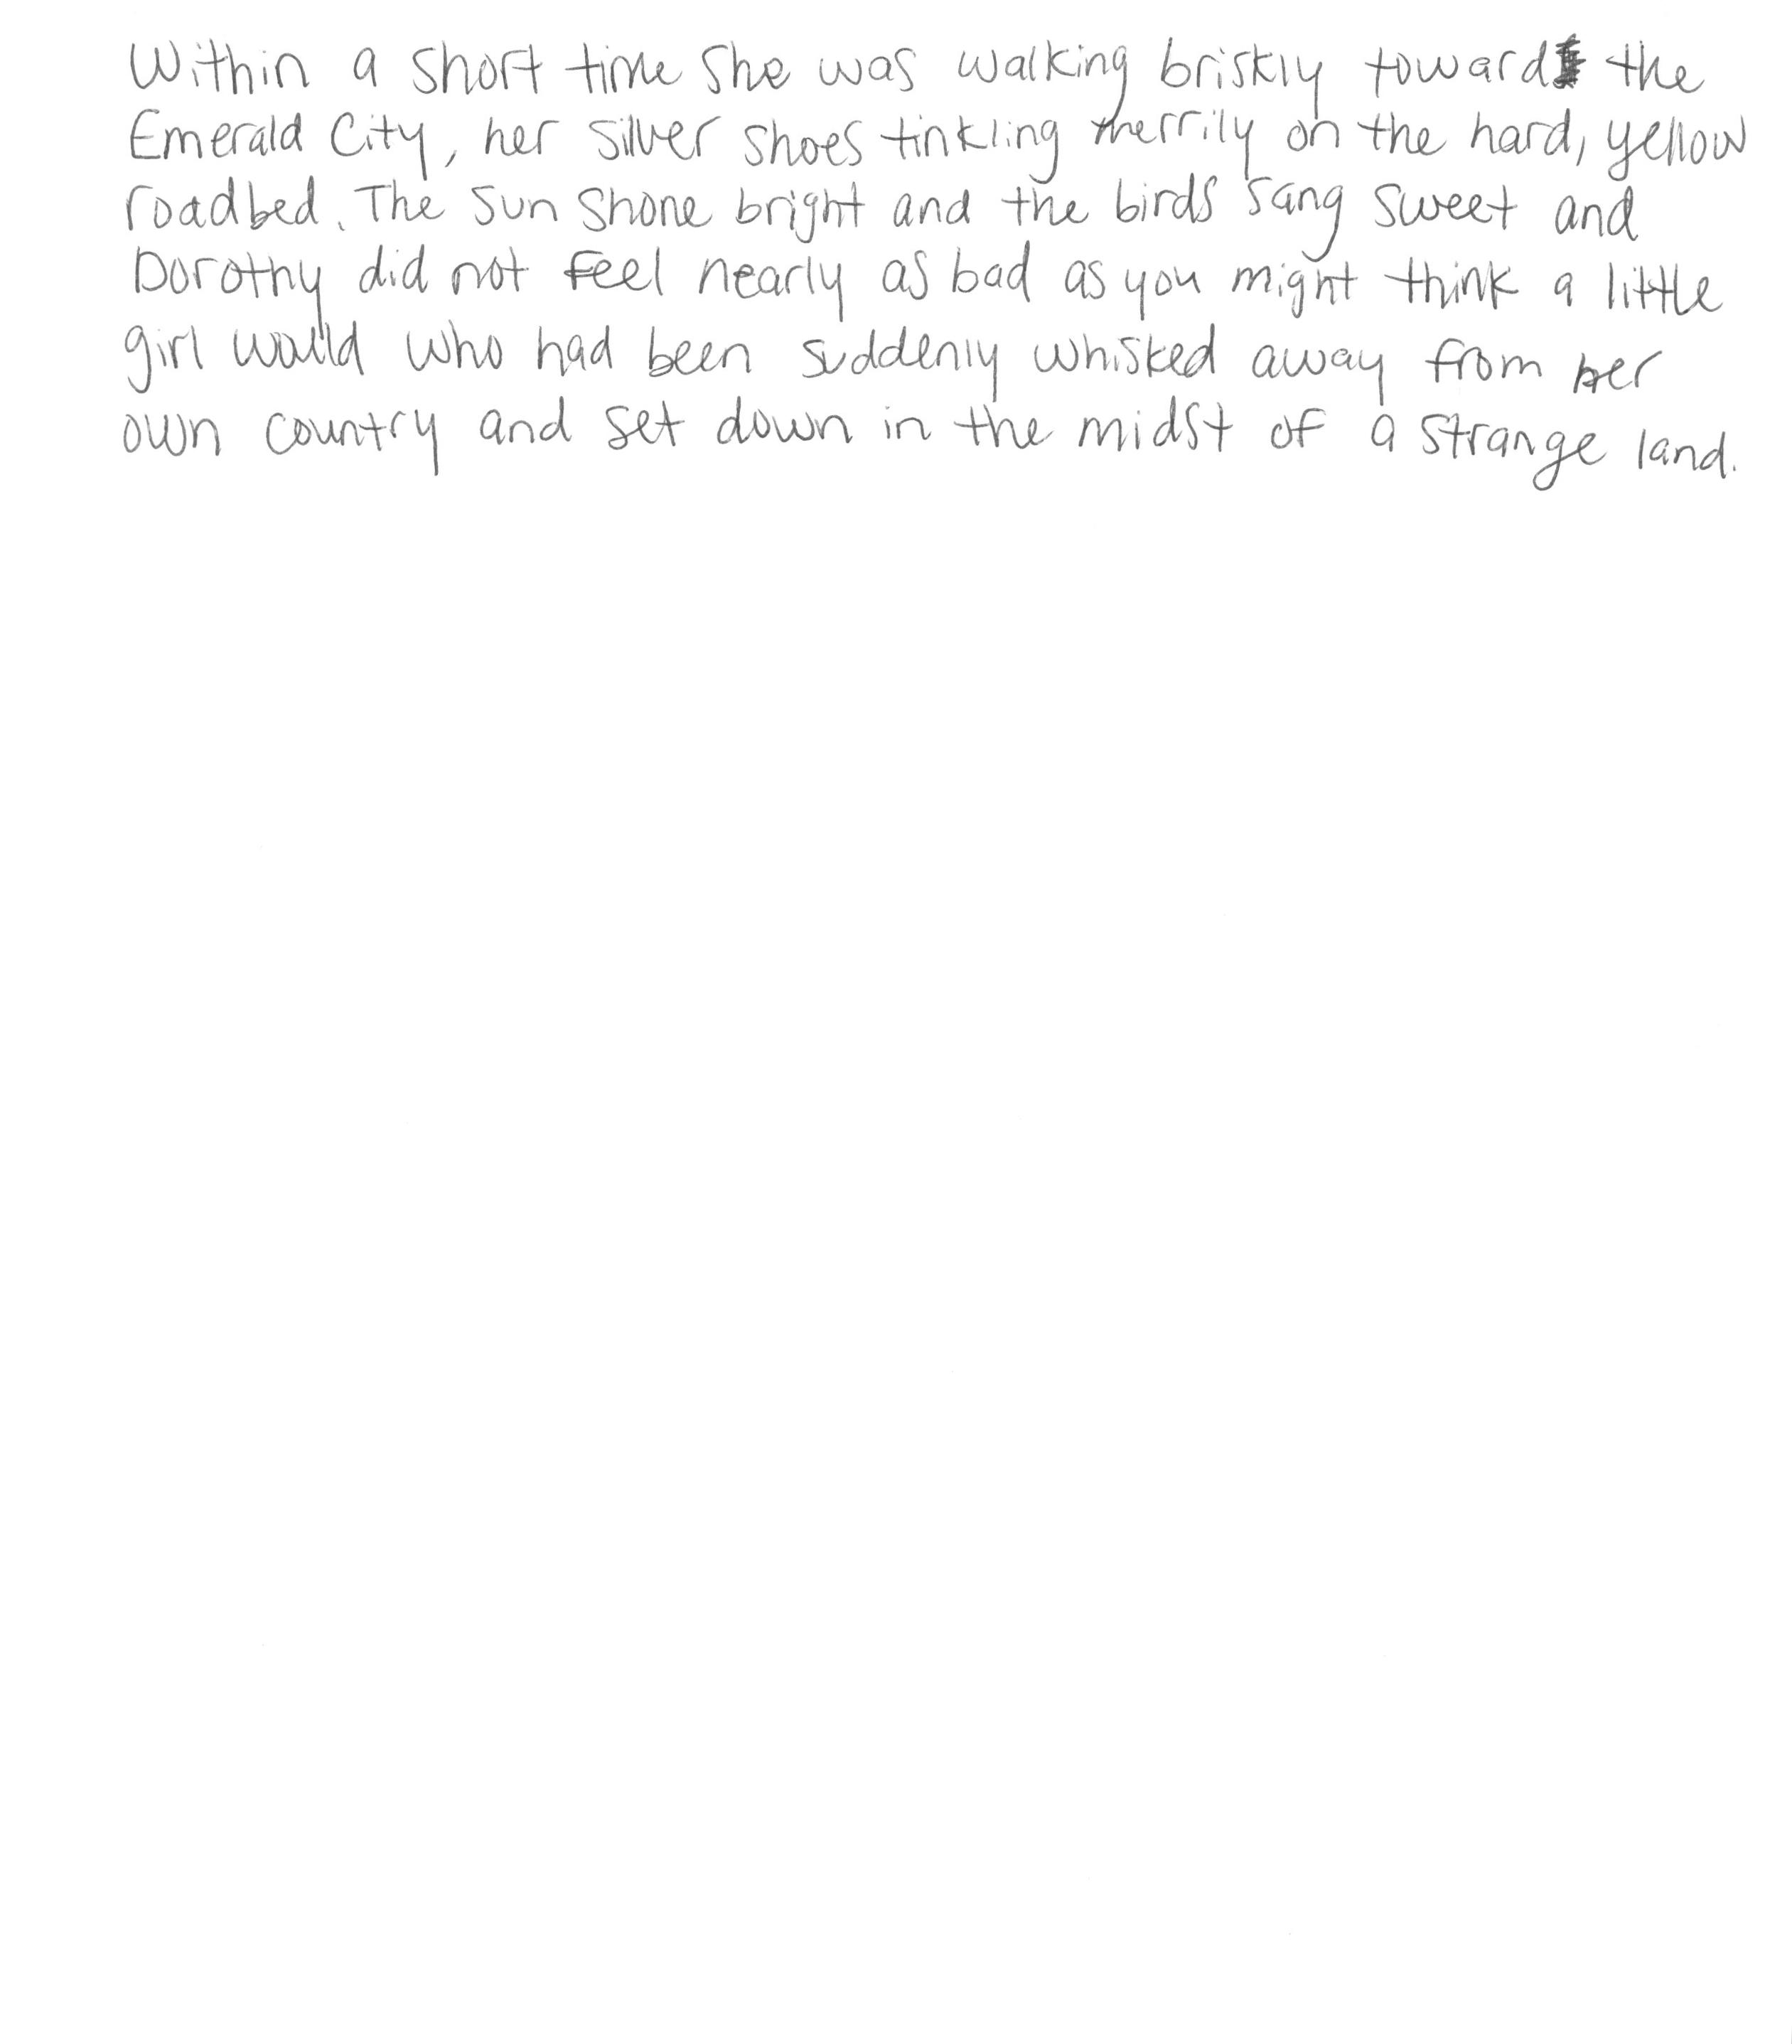 Within a short time she was walking briskly toward the
Emerald City, her silver shoes tinkling merrily on the hard, yellow
roadbed. The sun shone bright and the birds sang sweet and
Dorothy did not feel nearly as bad as you might think a little
girl would who had been suddenly whisked away from her
own country and set down in the midst of a strange land.